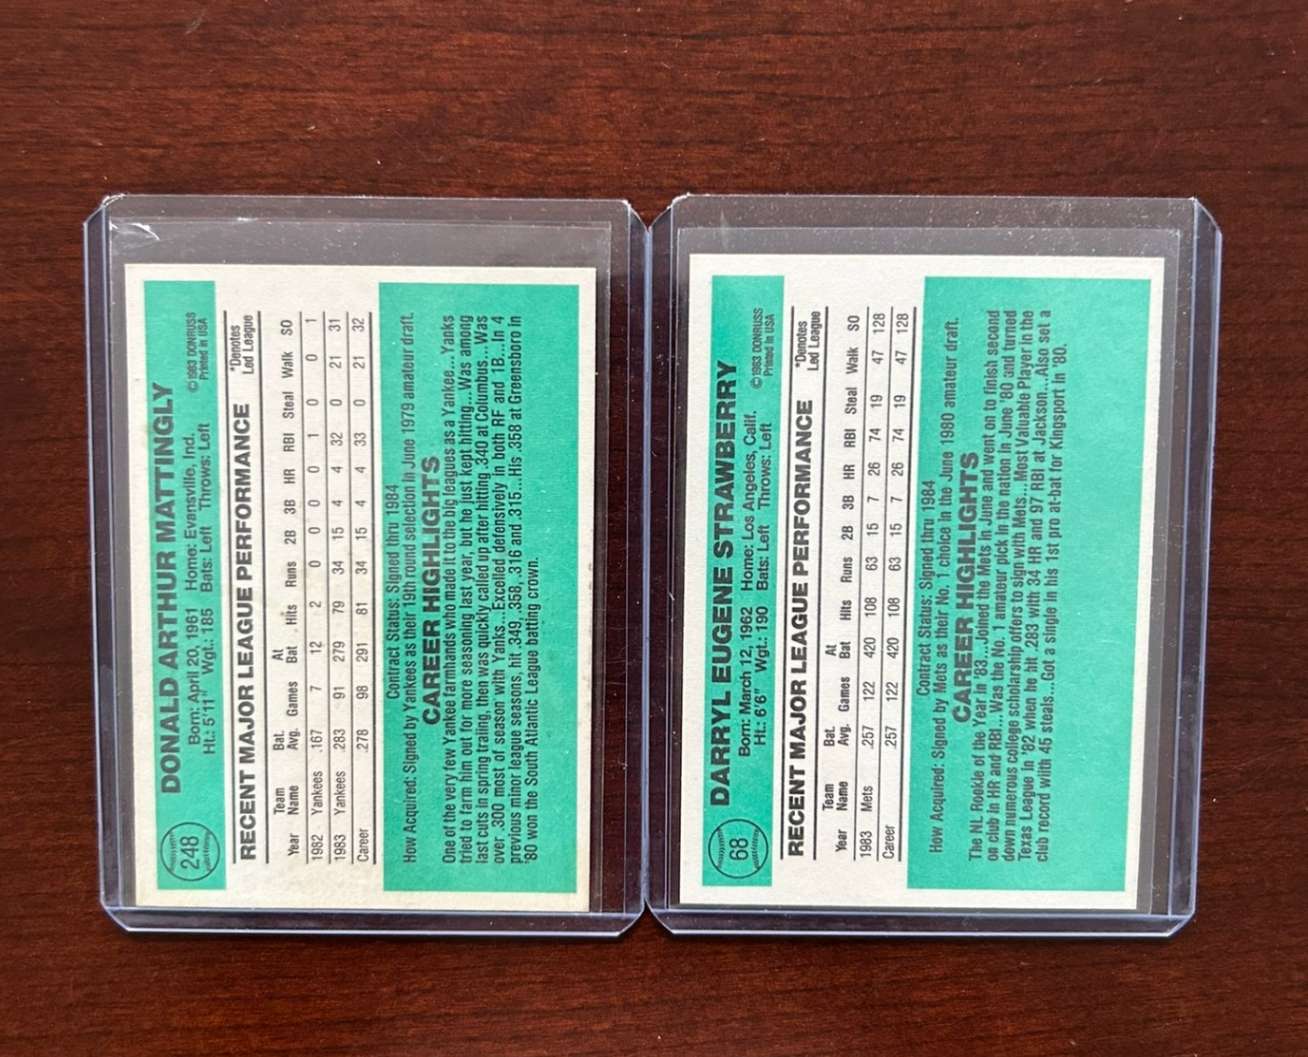 248
DONALD ARTHUR MATTINGLY
Born: April 20, 1961 Home: Evansville, Ind. © 1983 DONRUSS
Ht.: 5'11" Wgt.: 185 Bats: Left Throws: Left Printed in USA
RECENT MAJOR LEAGUE PERFORMANCE *Denotes Led League
Year Team Name Bat. Avg. Games At Bat Hits Runs 2B 3B HR RBI Steal Walk SO
1982 Yankees .167 7 12 2 0 0 0 0 1 0 0 1
1983 Yankees .283 91 279 79 34 15 4 4 32 0 21 31
Career .278 98 291 81 34 15 4 4 33 0 21 32
Contract Status: Signed thru 1984
How Acquired: Signed by Yankees as their 19th round selection in June 1979 amateur draft.
CAREER HIGHLIGHTS
One of the very few Yankee farmhands who made it to the big leagues as a Yankee...Yanks
tried to farm him out for more seasoning last year, but he just kept hitting...Was among
last cuts in spring traling, then was quickly called up after hitting .340 at Columbus...Was
over .300 most of season with Yanks...Excelled defensively in both RF and 1B...In 4
previous minor league seasons, hit .349, .358, .316 and .315...His .358 at Greensboro in
'80 won the South Atlantic League batting crown.
68
DARRYL EUGENE STRAWBERRY
Born: March 12, 1962 Home: Los Angeles, Calif. © 1983 DONRUSS
Ht.: 6'6" Wgt.: 190 Bats: Left Throws: Left Printed in USA
RECENT MAJOR LEAGUE PERFORMANCE *Denotes Led League
Year Team Name Bat. Avg. Games At Bat Hits Runs 2B 3B HR RBI Steal Walk SO
1983 Mets .257 122 420 108 63 15 7 26 74 19 47 128
Career .257 122 420 108 63 15 7 26 74 19 47 128
Contract Status: Signed thru 1984
How Acquired: Signed by Mets as their No. 1 choice in the June 1980 amateur draft.
CAREER HIGHLIGHTS
The NL Rookie of the Year in '83...Joined the Mets in June and went on to finish second
on club in HR and RBI...Was the No. 1 amateur pick in the nation in June '80 and turned
down numerous college scholarship offers to sign with Mets...Most Valuable Player in the
Texas League in '82 when he hit .283 with 34 HR and 97 RBI at Jackson...Also set a
club record with 45 steals...Got a single in his 1st pro at-bat for Kingsport in '80.